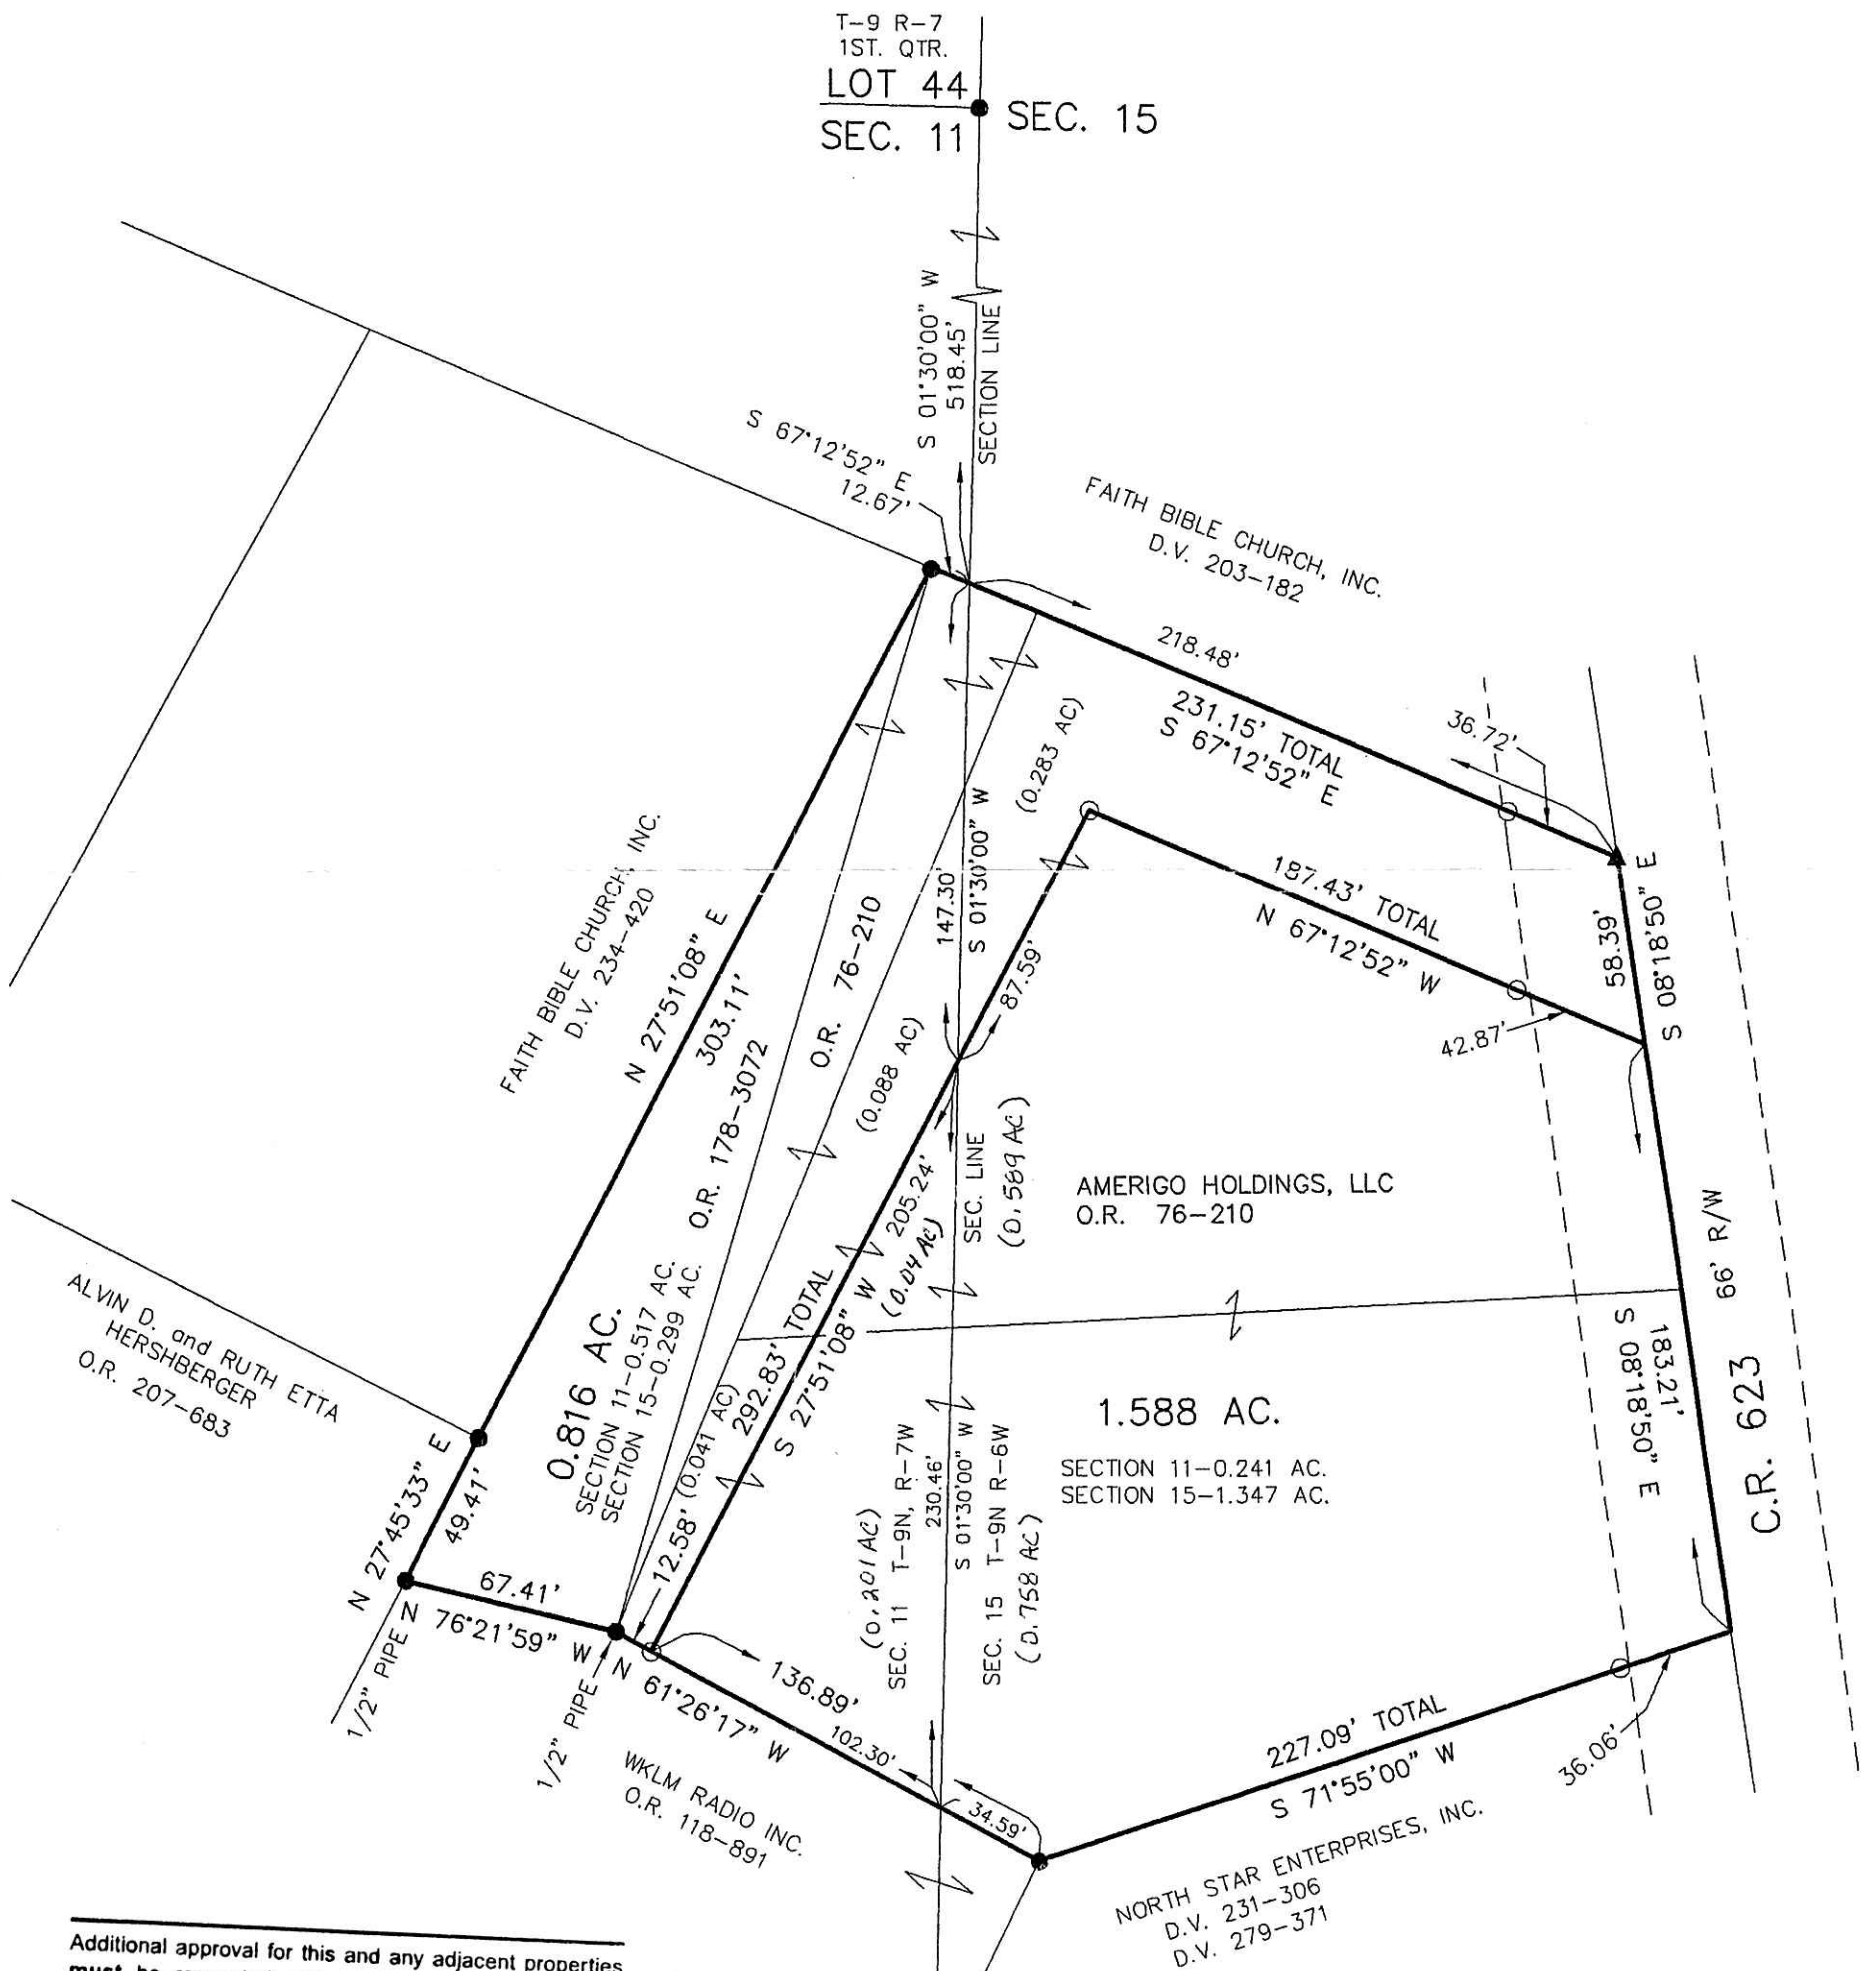 T-9 R-7
1ST. QTR.
LOT 44
SEC. 11
SEC. 15
S 01°30'00" W
518.45'
SECTION LINE
S 67°12'52" E
12.67'
FAITH BIBLE CHURCH, INC.
D.V. 203-182
218.48'
231.15' TOTAL
S 67°12'52" E
36.72'
(0.283 AC)
187.43' TOTAL
N 67°12'52" W
42.87'
58.39'
S 08°18'50" E
147.30'
S 01°30'00" W
87.59'
FAITH BIBLE CHURCH, INC.
D.V. 234-420
N 27°51'08" E
303.11'
O.R. 178-3072
O.R. 76-210
(0.088 AC)
205.24'
(0.04 AC)
SEC. LINE
(0.589 AC)
AMERIGO HOLDINGS, LLC
O.R. 76-210
66' R/W
C.R. 623
183.21'
S 08°18'50" E
ALVIN D. and RUTH ETTA
HERSHBERGER
O.R. 207-683
0.816 AC.
SECTION 11-0.517 AC.
SECTION 15-0.299 AC.
292.83' TOTAL
S 27°51'08" W
(0.041 AC)
12.58'
1.588 AC.
SECTION 11-0.241 AC.
SECTION 15-1.347 AC.
(0.201 AC)
SEC. 11 T-9N, R-7W
230.46'
S 01°30'00" W
SEC. 15 T-9N R-6W
(0.758 AC)
N 27°45'33" E
49.41'
67.41'
N 76°21'59" W
1/2" PIPE
1/2" PIPE
N 61°26'17" W
136.89'
102.30'
34.59'
WKLM RADIO INC.
O.R. 118-891
227.09' TOTAL
S 71°55'00" W
36.06'
NORTH STAR ENTERPRISES, INC.
D.V. 231-306
D.V. 279-371
Additional approval for this and any adjacent properties
must be